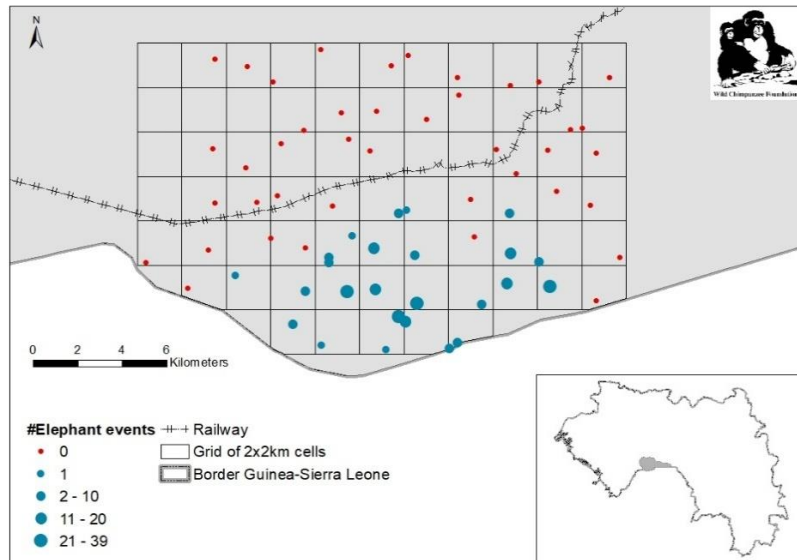 N
Wild Chimpanzee Foundation
0 2 4 6
Kilometers
#Elephant events
0
1
2 - 10
11 - 20
21 - 39
Railway
Grid of 2x2km cells
Border Guinea-Sierra Leone